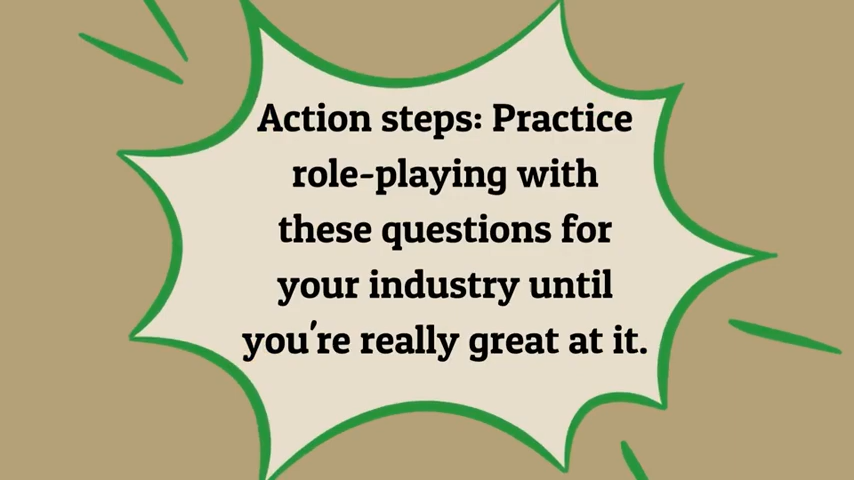 Action steps: Practice
role-playing with
these questions for
your industry until
you're really great at it.